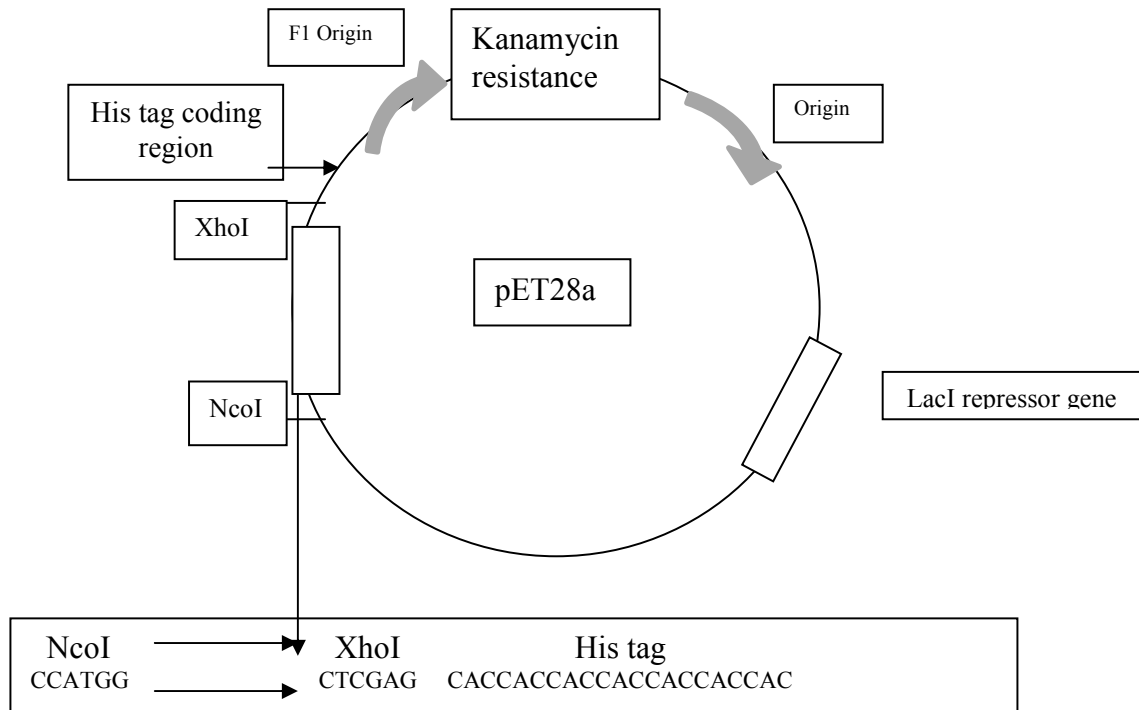 F1 Origin
Kanamycin
resistance
His tag coding
region
Origin
XhoI
pET28a
NcoI
LacI repressor gene
NcoI XhoI His tag
CCATGG CTCGAG CACCACCACCACCACCACCAC